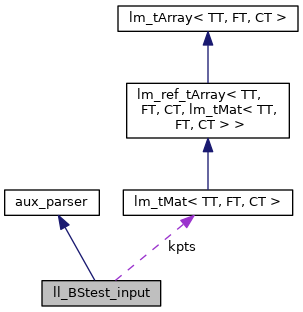 lm_tArray< TT, FT, CT >
lm_ref_tArray< TT,
FT, CT, lm_tMat< TT,
FT, CT > >
aux_parser
lm_tMat< TT, FT, CT >
kpts
ll_BStest_input